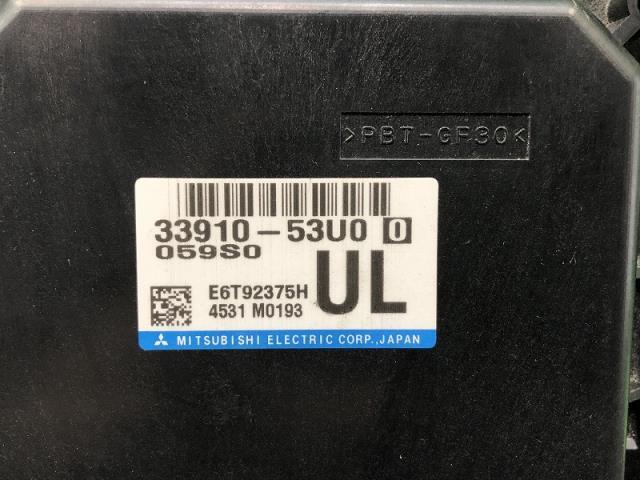 >PBT-GF30<
33910-53U0 0
059S0
E6T92375H
4531 M0193
UL
MITSUBISHI ELECTRIC CORP.,JAPAN